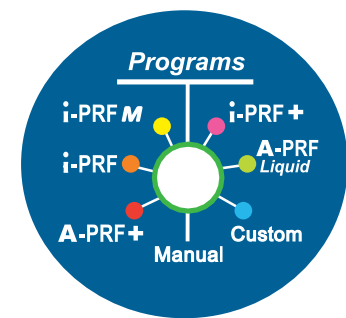 Programs
i-PRF M
i-PRF +
i-PRF
A-PRF
Liquid
A-PRF+
Manual
Custom